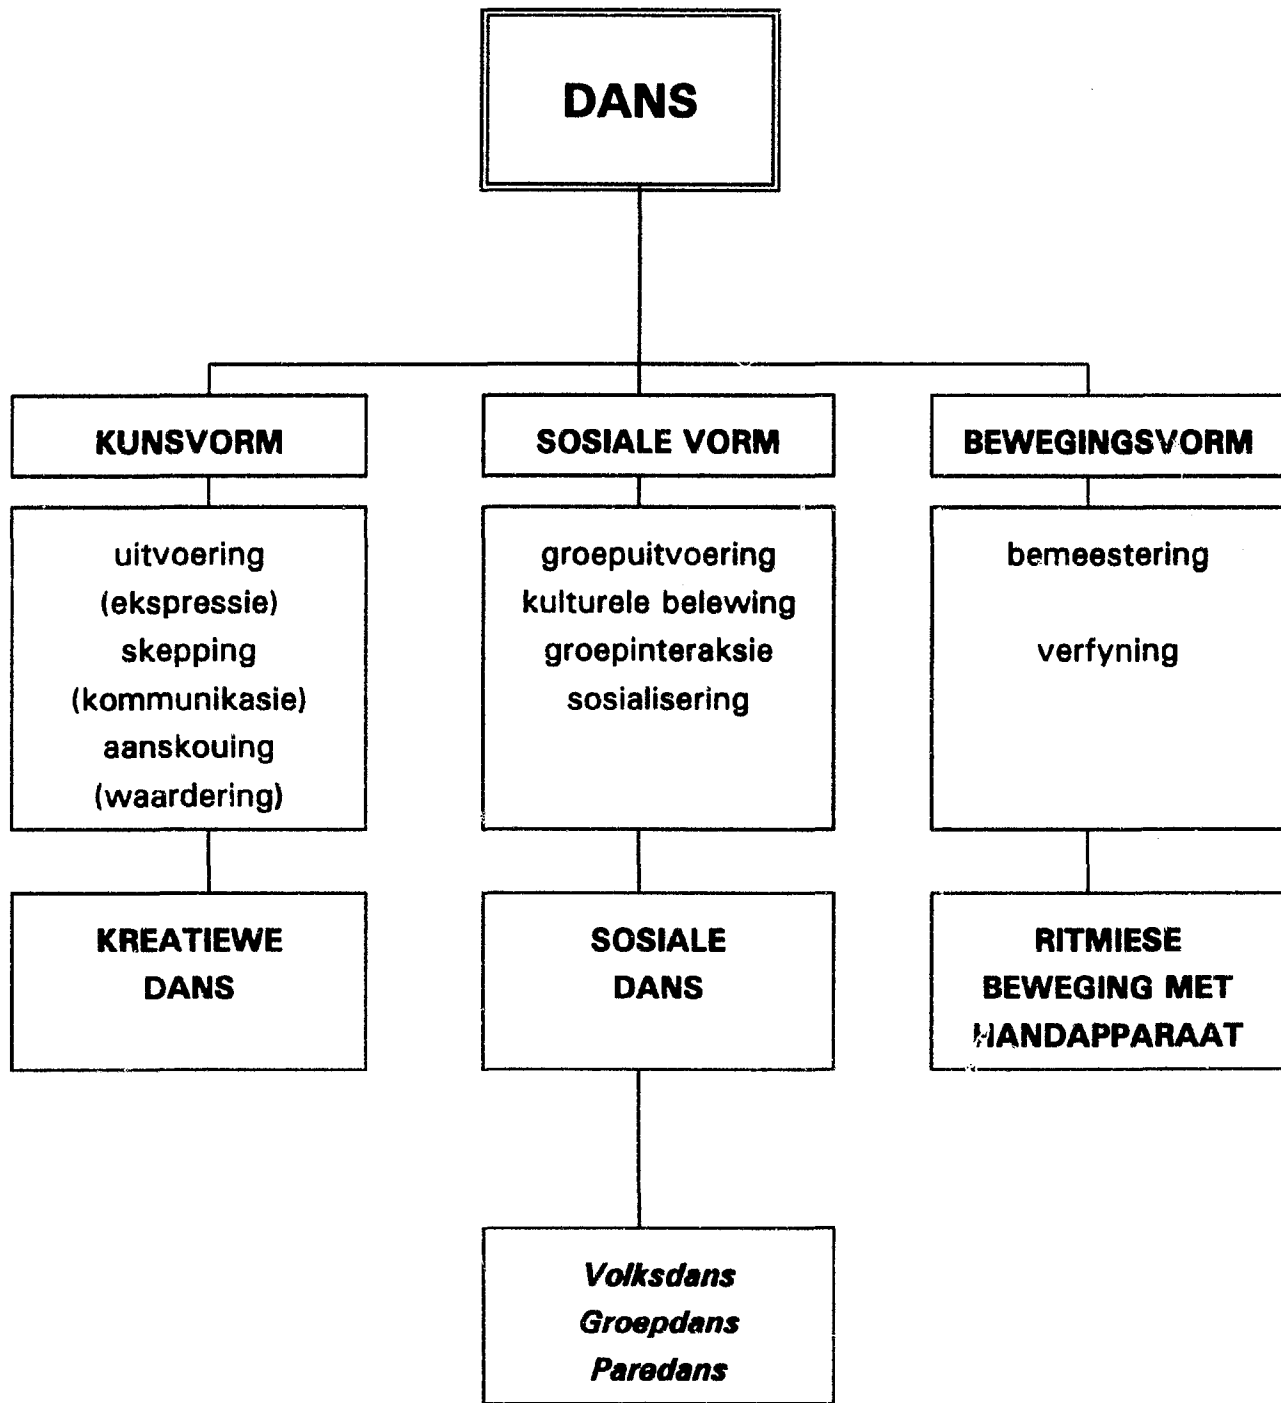 DANS
KUNSVORM
uitvoering
(ekspressie)
skepping
(kommunikasie)
aanskouing
(waardering)
KREATIEWE
DANS
SOSIALE VORM
groepuitvoering
kulturele belewing
groepinteraksie
sosialisering
SOSIALE
DANS
Volksdans
Groepdans
Paredans
BEWEGINGSVORM
bemeestering
verfyning
RITMIESE
BEWEGING MET
HANDAPPARAAT